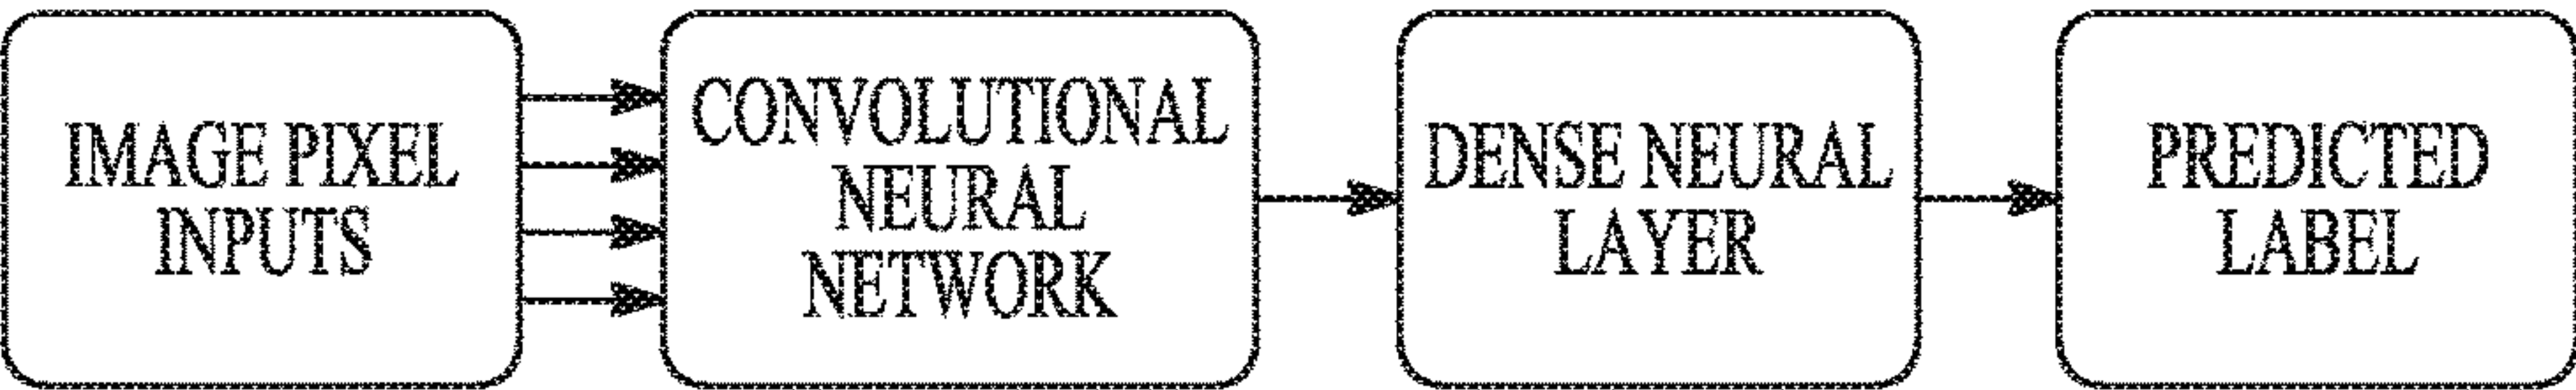 IMAGE PIXEL
INPUTS
CONVOLUTIONAL
NEURAL
NETWORK
DENSE NEURAL
LAYER
PREDICTED
LABEL